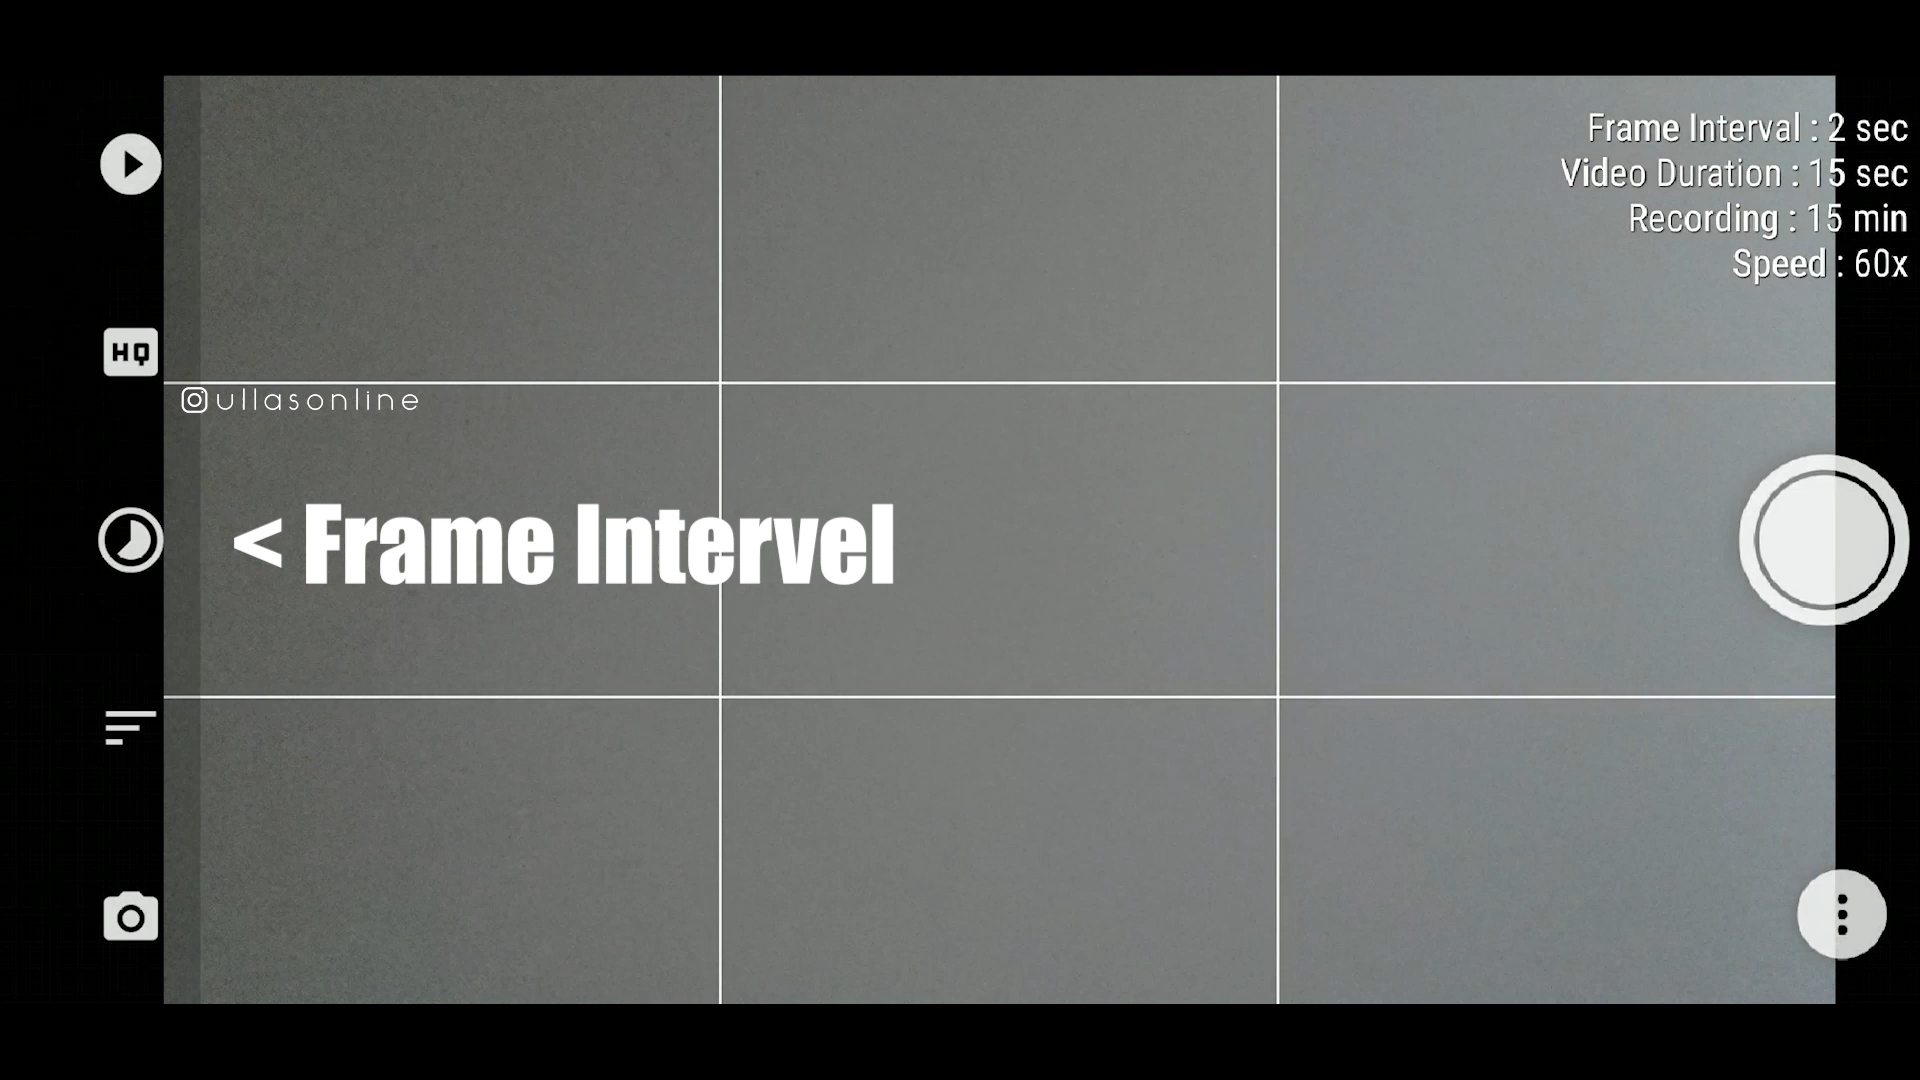 Frame Interval : 2 sec
Video Duration : 15 sec
Recording : 15 min
Speed : 60x
HQ
ullasonline
< Frame Intervel